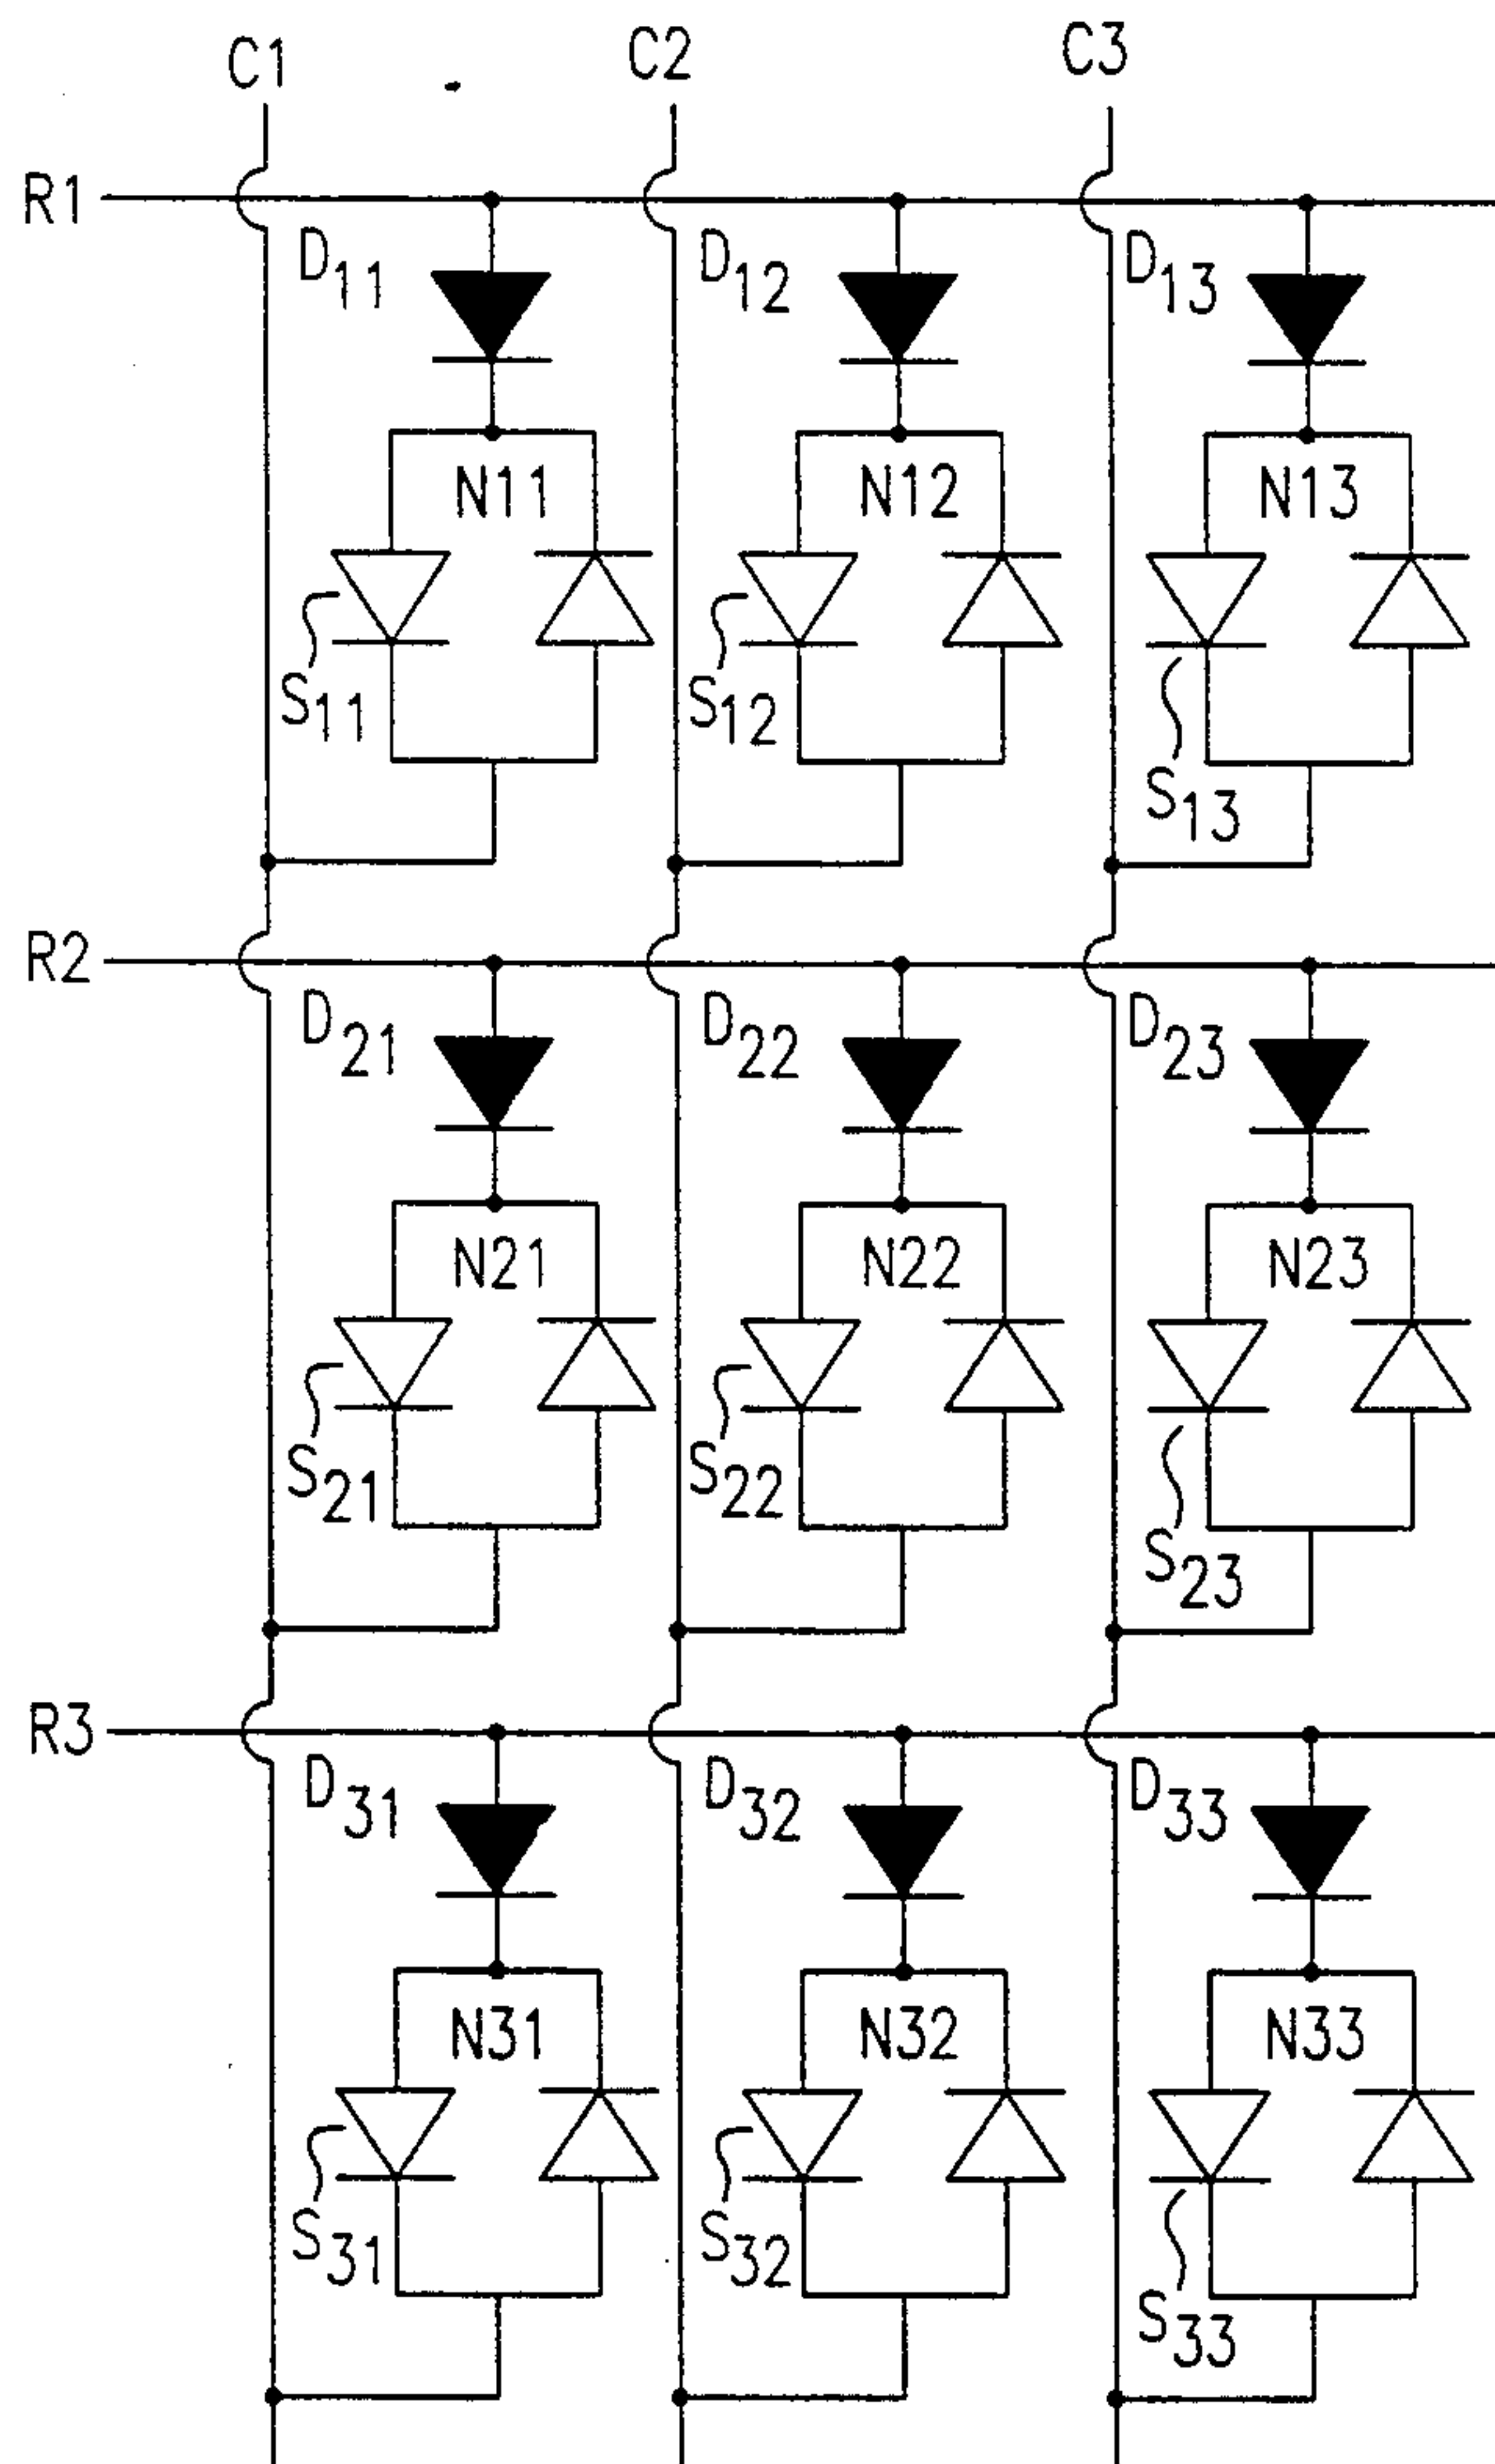 C1 C2 C3
R1
D11 D12 D13
N11 N12 N13
S11 S12 S13
R2
D21 D22 D23
N21 N22 N23
S21 S22 S23
R3
D31 D32 D33
N31 N32 N33
S31 S32 S33